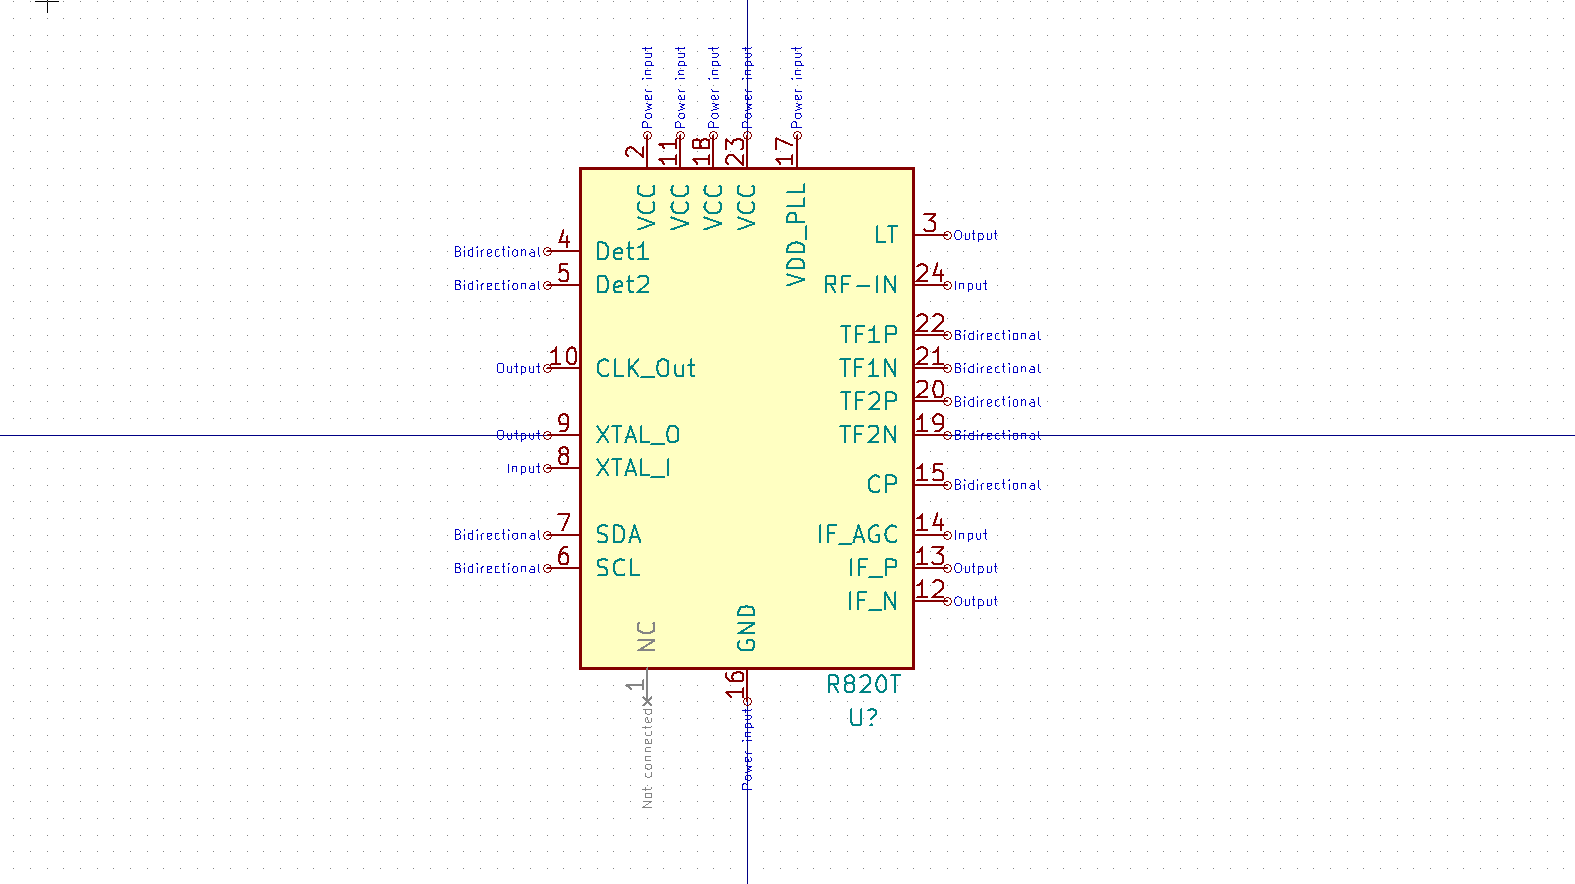 Power input Power input Power input Power input Power input
2 11 18 23 17
VCC VCC VCC VCC VDD_PLL
3
LT Output
4
Bidirectional Det1
24
RF-IN Input
5
Bidirectional Det2
22
TF1P Bidirectional
21
TF1N Bidirectional
10
Output CLK_Out
20
TF2P Bidirectional
19
TF2N Bidirectional
9
Output XTAL_O
8
Input XTAL_I
15
CP Bidirectional
14
IF_AGC Input
7
Bidirectional SDA
13
IF_P Output
6
Bidirectional SCL
12
IF_N Output
NC GND
1 16
Not connected Power input
R820T
U?